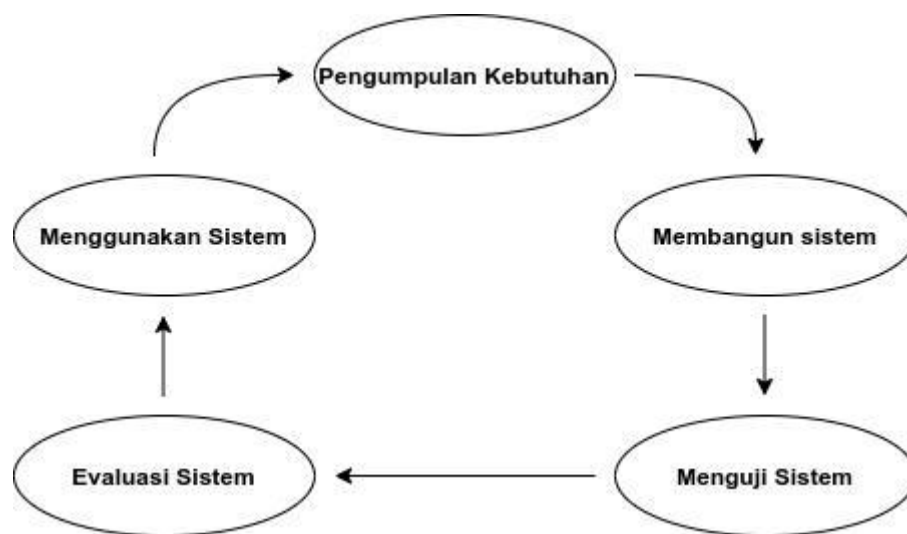 Pengumpulan Kebutuhan
Menggunakan Sistem
Membangun sistem
Evaluasi Sistem
Menguji Sistem